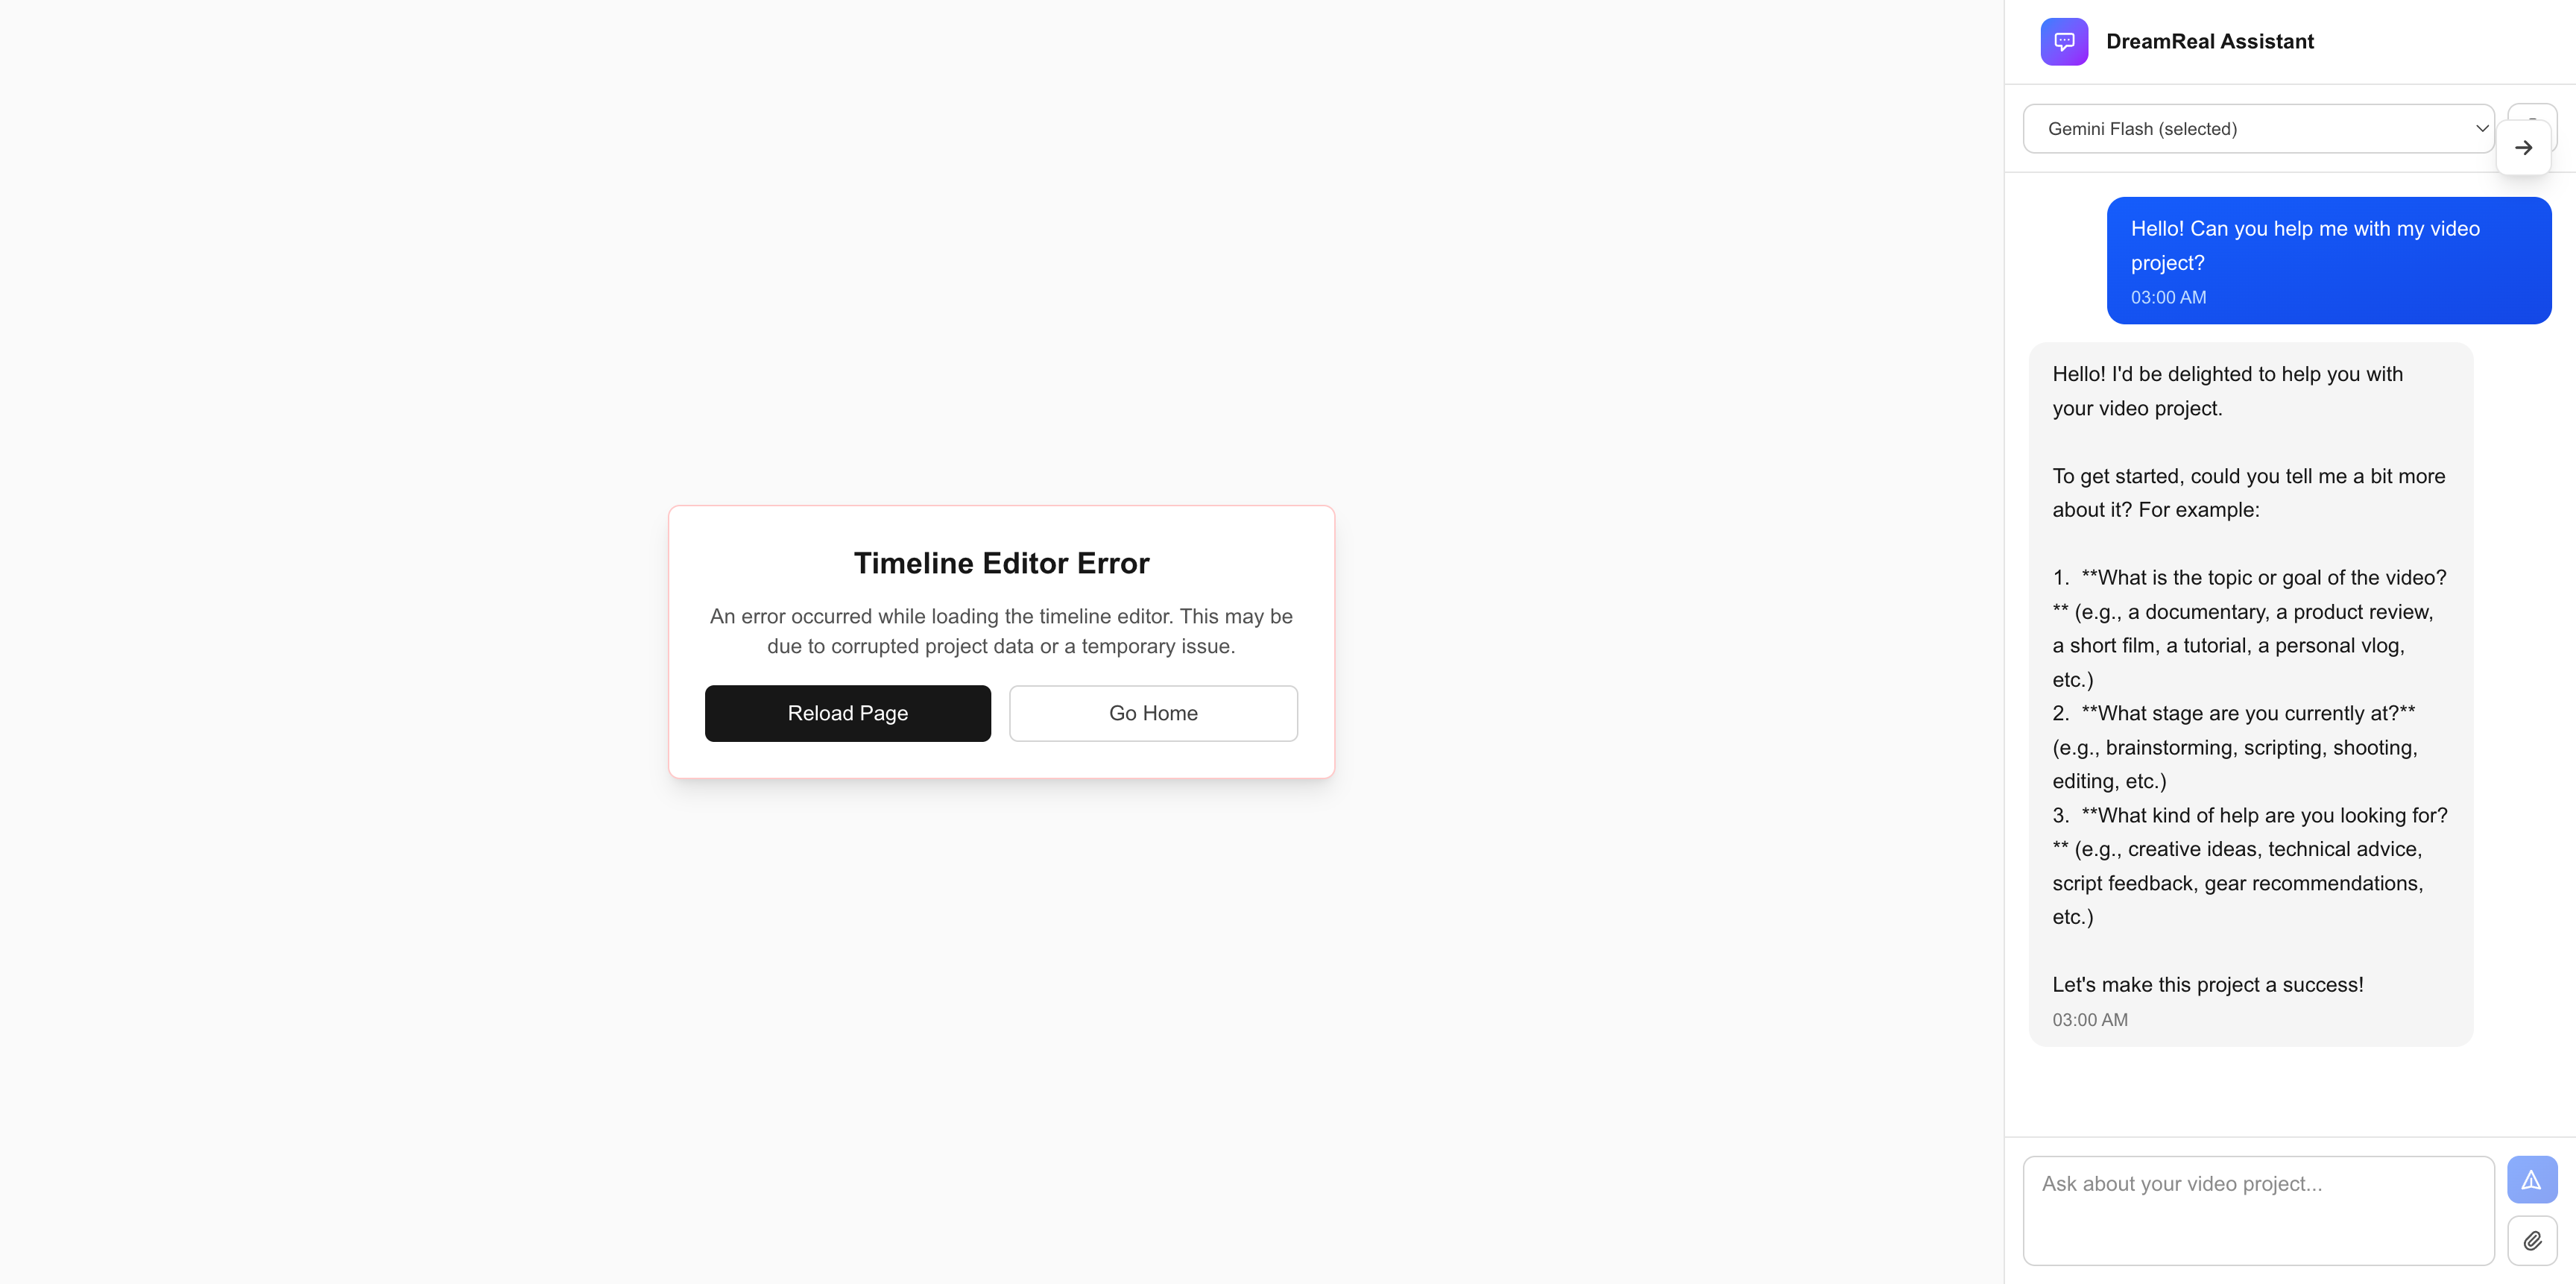 DreamReal Assistant
Gemini Flash (selected)
Hello! Can you help me with my video
project?
03:00 AM
Hello! I'd be delighted to help you with
your video project.
To get started, could you tell me a bit more
about it? For example:
1.  **What is the topic or goal of the video?
** (e.g., a documentary, a product review,
a short film, a tutorial, a personal vlog,
etc.)
2.  **What stage are you currently at?**
(e.g., brainstorming, scripting, shooting,
editing, etc.)
3.  **What kind of help are you looking for?
** (e.g., creative ideas, technical advice,
script feedback, gear recommendations,
etc.)
Let's make this project a success!
03:00 AM
Ask about your video project...
Timeline Editor Error
An error occurred while loading the timeline editor. This may be
due to corrupted project data or a temporary issue.
Reload Page
Go Home